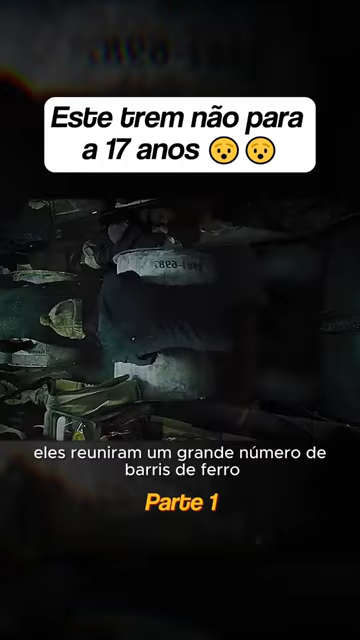 Este trem não para
a 17 anos 😯😯
eles reuniram um grande número de
barris de ferro
Parte 1